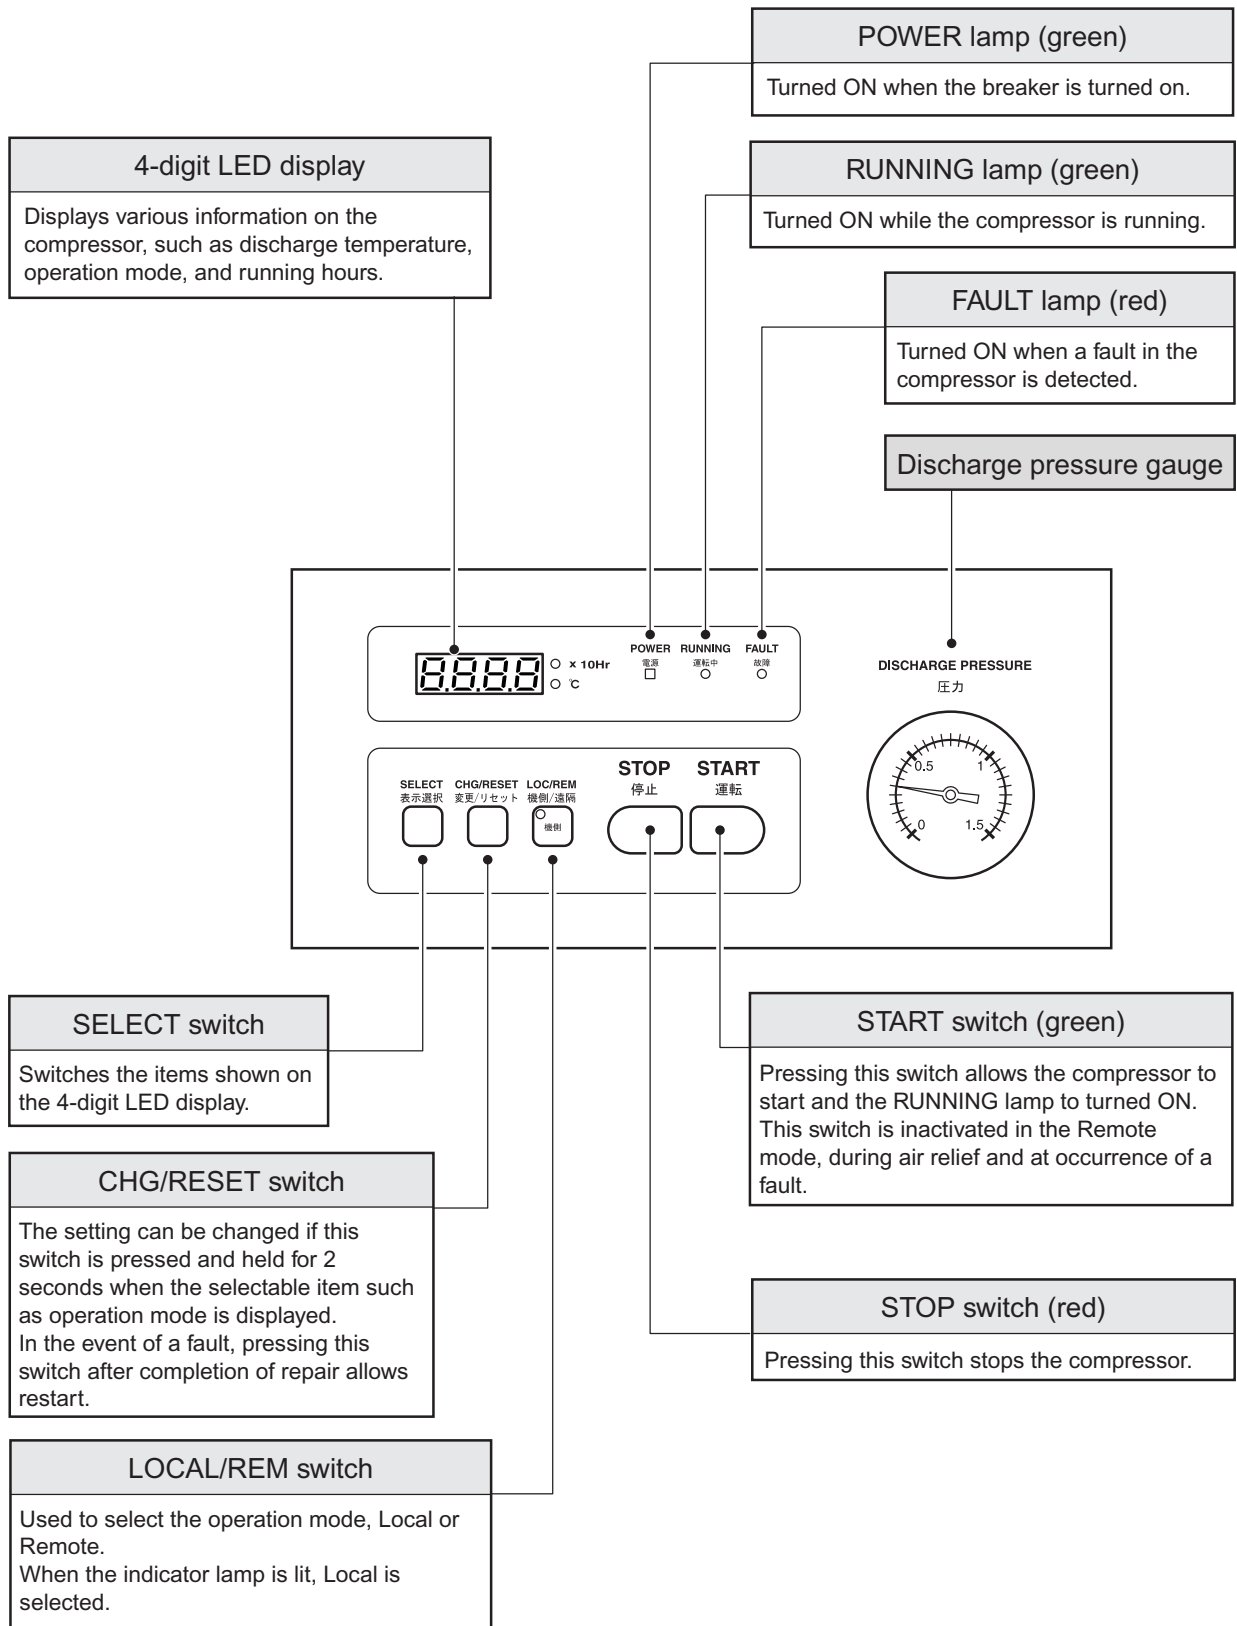 POWER lamp (green)
Turned ON when the breaker is turned on.
4-digit LED display
Displays various information on the
compressor, such as discharge temperature,
operation mode, and running hours.
RUNNING lamp (green)
Turned ON while the compressor is running.
FAULT lamp (red)
Turned ON when a fault in the
compressor is detected.
Discharge pressure gauge
8.8.8.8
× 10Hr
℃
POWER RUNNING FAULT
電源 運転中 故障
DISCHARGE PRESSURE
圧力
0.5 1
0 1.5
SELECT CHG/RESET LOC/REM
表示選択 変更/リセット 機側/遠隔
機側
STOP START
停止 運転
SELECT switch
Switches the items shown on
the 4-digit LED display.
START switch (green)
Pressing this switch allows the compressor to
start and the RUNNING lamp to turned ON.
This switch is inactivated in the Remote
mode, during air relief and at occurrence of a
fault.
CHG/RESET switch
The setting can be changed if this
switch is pressed and held for 2
seconds when the selectable item such
as operation mode is displayed.
In the event of a fault, pressing this
switch after completion of repair allows
restart.
STOP switch (red)
Pressing this switch stops the compressor.
LOCAL/REM switch
Used to select the operation mode, Local or
Remote.
When the indicator lamp is lit, Local is
selected.